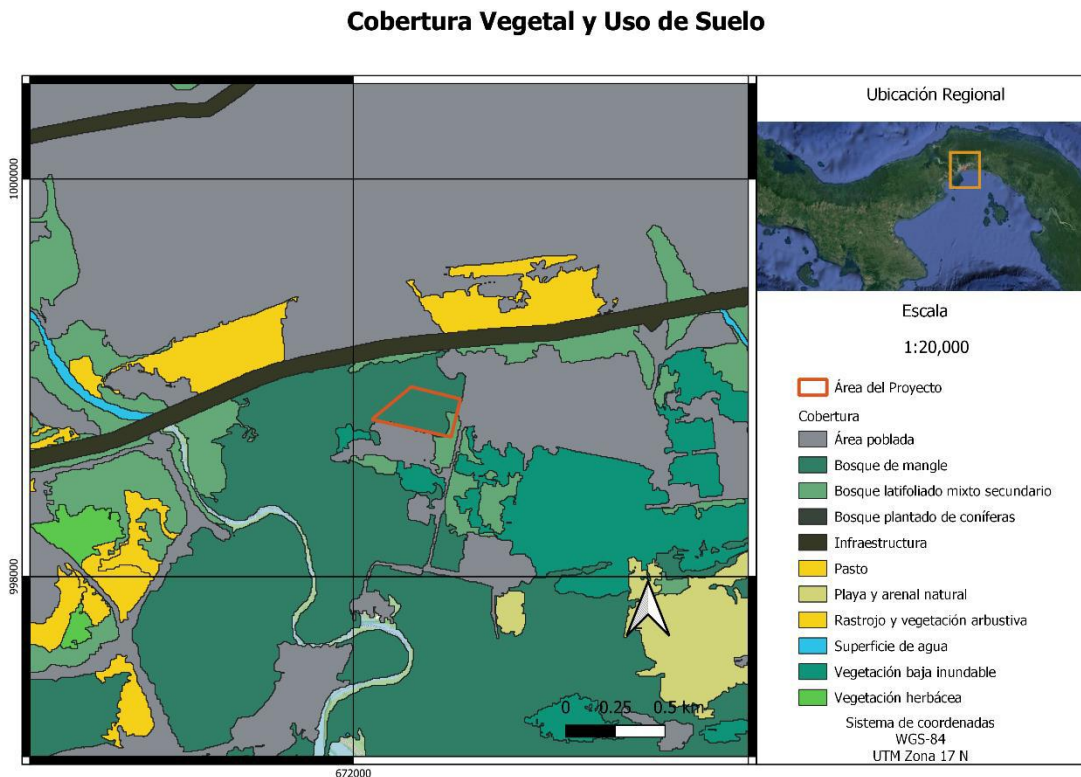 Cobertura Vegetal y Uso de Suelo
1000000
998000
672000
0 0.25 0.5 km
Ubicación Regional
Escala
1:20,000
Área del Proyecto
Cobertura
Área poblada
Bosque de mangle
Bosque latifoliado mixto secundario
Bosque plantado de coníferas
Infraestructura
Pasto
Playa y arenal natural
Rastrojo y vegetación arbustiva
Superficie de agua
Vegetación baja inundable
Vegetación herbácea
Sistema de coordenadas
WGS-84
UTM Zona 17 N